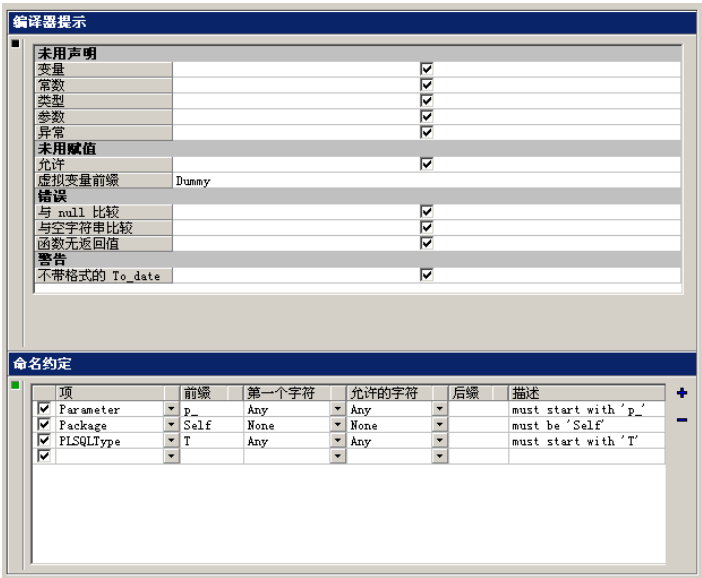 编译器提示
未用声明
变量
常数
类型
参数
异常
未用赋值
允许
虚拟变量前缀 Dummy
错误
与 null 比较
与空字符串比较
函数无返回值
警告
不带格式的 To_date
命名约定
项 前缀 第一个字符 允许的字符 后缀 描述
Parameter p_ Any Any must start with 'p_'
Package Self None None must be 'Self'
PLSQLType T Any Any must start with 'T'